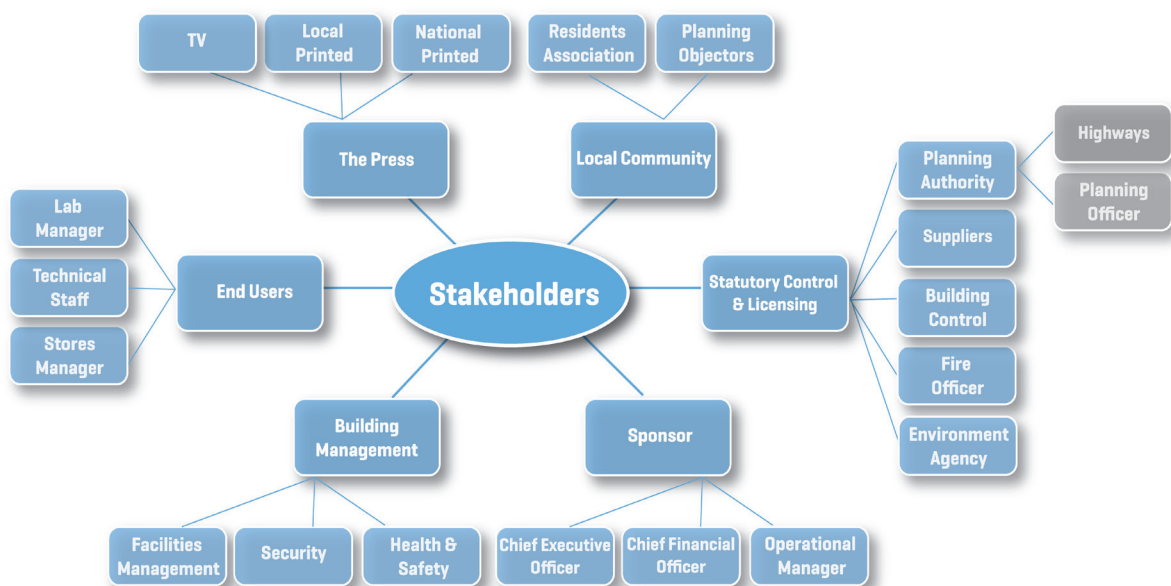 TV
Local
Printed
National
Printed
Residents
Association
Planning
Objectors
The Press
Local Community
Highways
Planning
Authority
Planning
Officer
Lab
Manager
Suppliers
Technical
Staff
End Users
Stakeholders
Statutory Control
& Licensing
Building
Control
Stores
Manager
Fire
Officer
Building
Management
Sponsor
Environment
Agency
Facilities
Management
Security
Health &
Safety
Chief Executive
Officer
Chief Financial
Officer
Operational
Manager